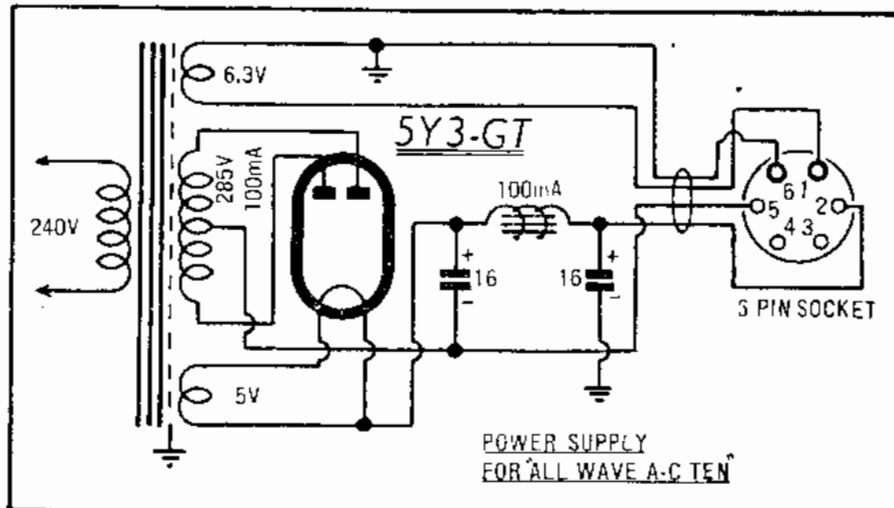 6.3V
5Y3-GT
285V
100mA
240V
100mA
+
16
-
+
16
-
5V
6 1
5 2
4 3
6 PIN SOCKET
POWER SUPPLY
FOR "ALL WAVE A-C TEN"